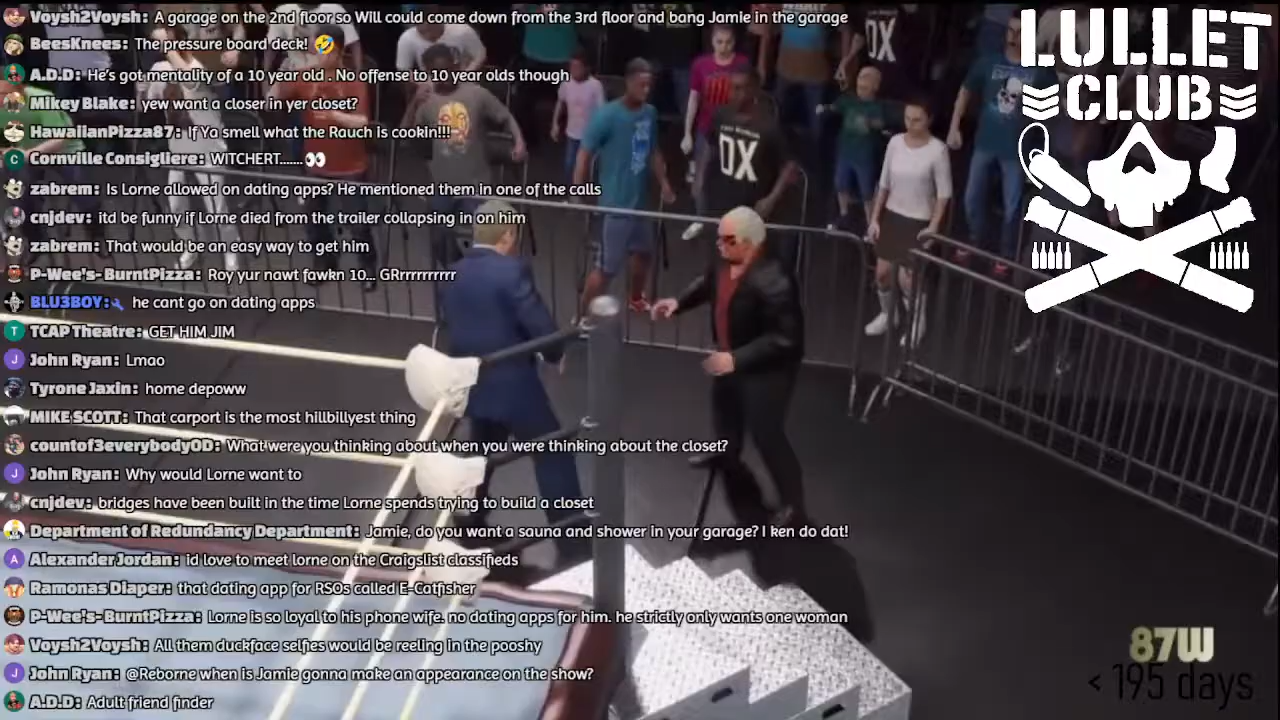 Voysh2Voysh: A garage on the 2nd floor so Will could come down from the 3rd floor and bang Jamie in the garage
BeesKnees: The pressure board deck! 🤣
A.D.D: He's got mentality of a 10 year old . No offense to 10 year olds though
Mikey Blake: yew want a closer in yer closet?
HawaiianPizza87: If Ya smell what the Rauch is cookin!!!
Cornville Consigliere: WITCHERT....... 👀
zabrem: Is Lorne allowed on dating apps? He mentioned them in one of the calls
cnjdev: itd be funny if Lorne died from the trailer collapsing in on him
zabrem: That would be an easy way to get him
P-Wee's-BurntPizza: Roy yur nawt fawkn 10... GRrrrrrrrrr
BLU3BOY:🔧 he cant go on dating apps
TCAP Theatre: GET HIM JIM
John Ryan: Lmao
Tyrone Jaxin: home depoww
MIKE SCOTT: That carport is the most hillbillyest thing
countof3everybodyOD: What were you thinking about when you were thinking about the closet?
John Ryan: Why would Lorne want to
cnjdev: bridges have been built in the time Lorne spends trying to build a closet
Department of Redundancy Department: Jamie, do you want a sauna and shower in your garage? I ken do dat!
Alexander Jordan: id love to meet lorne on the Craigslist classifieds
Ramonas Diaper: that dating app for RSOs called E-Catfisher
P-Wee's-BurntPizza: Lorne is so loyal to his phone wife. no dating apps for him. he strictly only wants one woman
Voysh2Voysh: All them duckface selfies would be reeling in the pooshy
John Ryan: @Reborne when is Jamie gonna make an appearance on the show?
A.D.D: Adult friend finder
LULLET
CLUB
DX
DX
87W
< 195 days